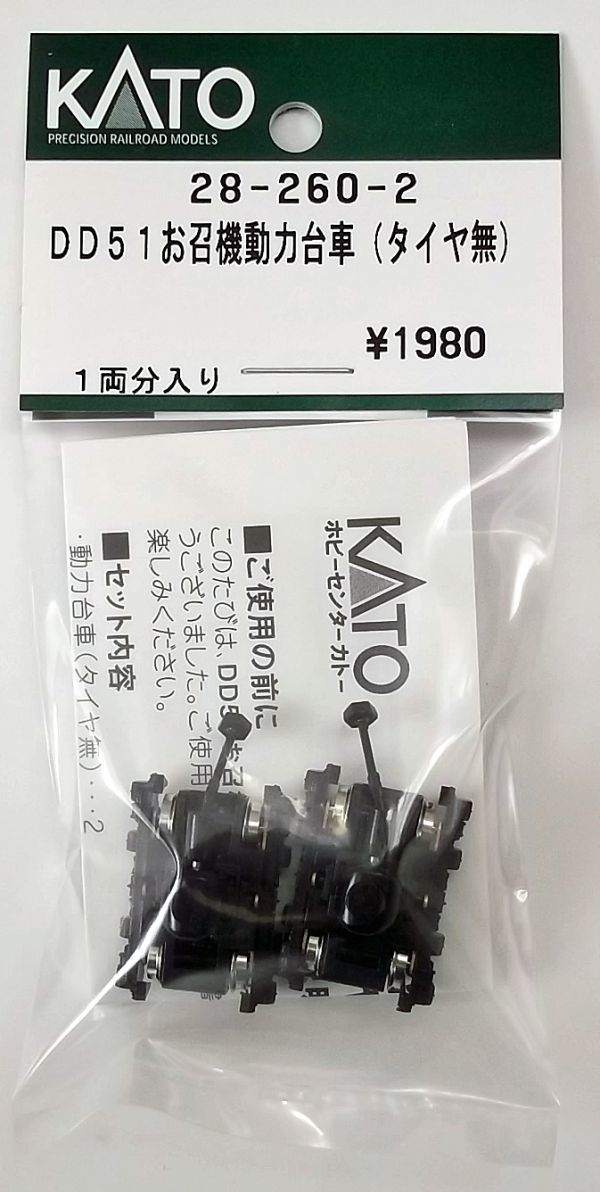 KATO
PRECISION RAILROAD MODELS
28-260-2
DD51お召機動力台車(タイヤ無)
¥1980
1両分入り
KATO
ホビーセンターカトー
■ご使用の前に
このたびは、DD5
お召
うございました。ご使用
楽しみください。
■セット内容
・動力台車(タイヤ無)・・・2